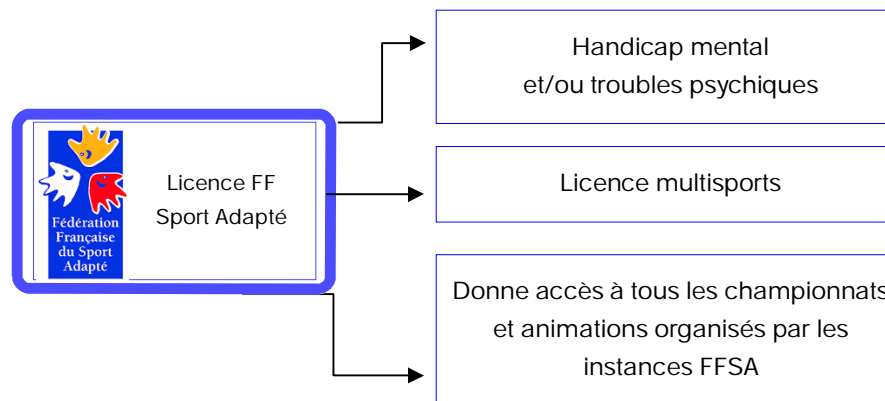 Handicap mental
et/ou troubles psychiques
Licence FF
Sport Adapté
Fédération
Française
du Sport
Adapté
Licence multisports
Donne accès à tous les championnats
et animations organisés par les
instances FFSA